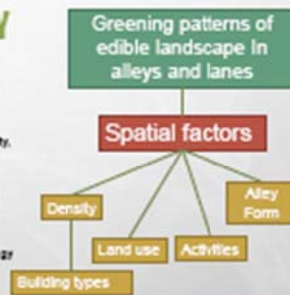 Y
Greening patterns of
edible landscape In
alleys and lanes
Spatial factors
Density
Alley
Form
Land use
Activities
Building types